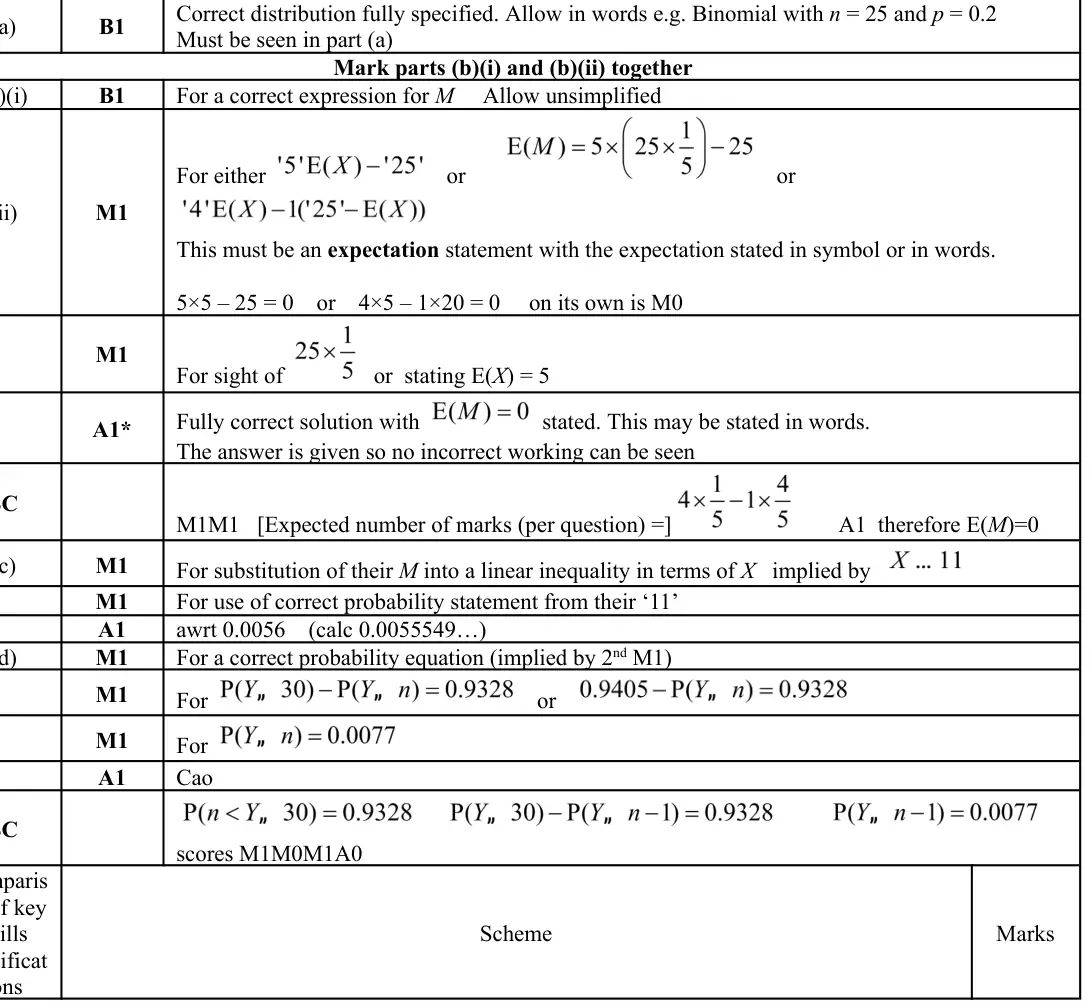 a)
B1
Correct distribution fully specified. Allow in words e.g. Binomial with n = 25 and p = 0.2
Must be seen in part (a)
Mark parts (b)(i) and (b)(ii) together
)(i)
B1
For a correct expression for M Allow unsimplified
ii)
M1
For either '5'E(X) – '25' or E(M) = 5 × (25 × 1/5) – 25 or
'4'E(X) – 1('25' – E(X))
This must be an expectation statement with the expectation stated in symbol or in words.
5×5 – 25 = 0 or 4×5 – 1×20 = 0 on its own is M0
M1
For sight of 25 × 1/5 or stating E(X) = 5
A1*
Fully correct solution with E(M) = 0 stated. This may be stated in words.
The answer is given so no incorrect working can be seen
C
M1M1 [Expected number of marks (per question) =] 4 × 1/5 – 1 × 4/5 A1 therefore E(M)=0
c)
M1
For substitution of their M into a linear inequality in terms of X implied by X ... 11
M1
For use of correct probability statement from their ‘11’
A1
awrt 0.0056 (calc 0.0055549…)
d)
M1
For a correct probability equation (implied by 2nd M1)
M1
For P(Y„ 30) – P(Y„ n) = 0.9328 or 0.9405 – P(Y„ n) = 0.9328
M1
For P(Y„ n) = 0.0077
A1
Cao
C
P(n < Y„ 30) = 0.9328 P(Y„ 30) – P(Y„ n – 1) = 0.9328 P(Y„ n – 1) = 0.0077
scores M1M0M1A0
nparis
f key
ills
ificat
ons
Scheme
Marks